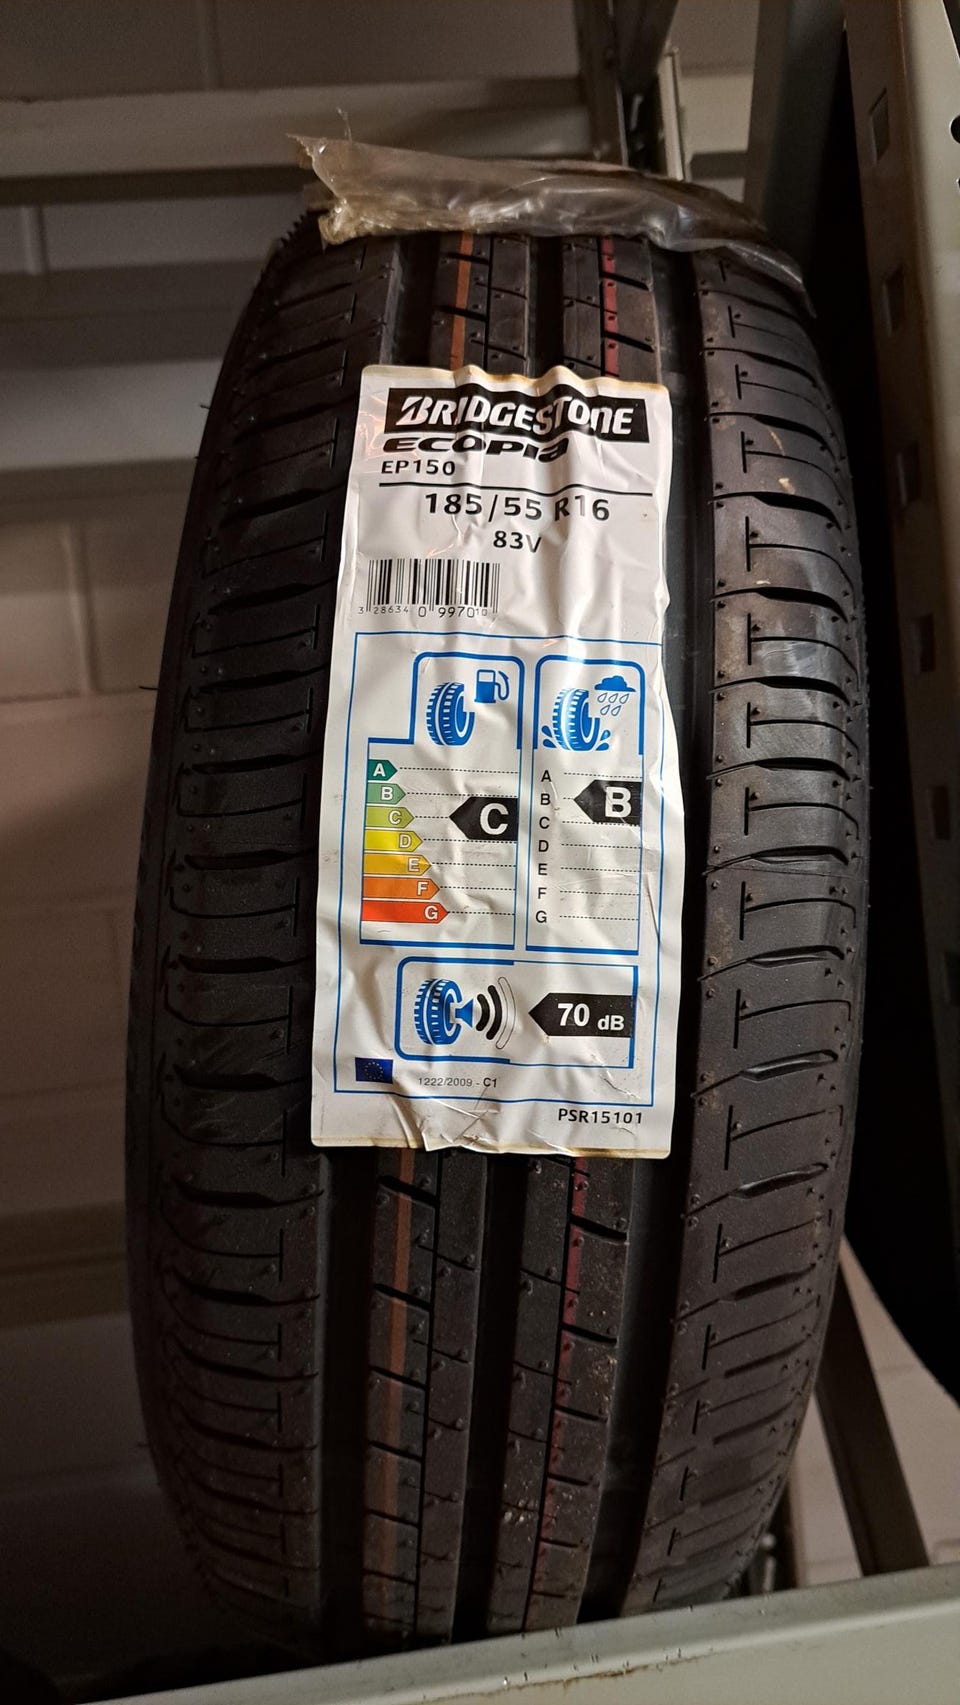 BRIDGESTONE
ECOPIA
EP150
185/55 R16
83V
3 286340 997010
A
B
C
D
E
F
G
C
A
B
C
D
E
F
G
B
70 dB
1222/2009 - C1
PSR15101